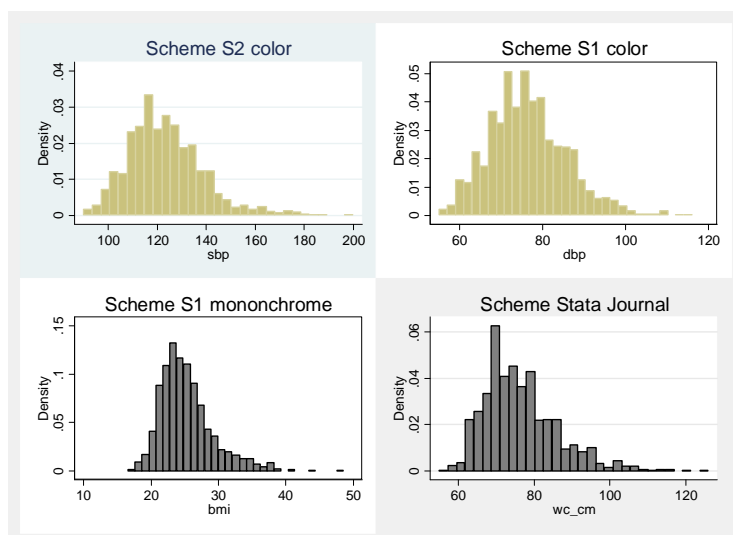 Scheme S2 color
.04
.03
.02
.01
0
Density
100 120 140 160 180 200
sbp
Scheme S1 color
.05
.04
.03
.02
.01
0
Density
60 80 100 120
dbp
Scheme S1 mononchrome
.15
.1
.05
0
Density
10 20 30 40 50
bmi
Scheme Stata Journal
.06
.04
.02
0
Density
60 80 100 120
wc_cm